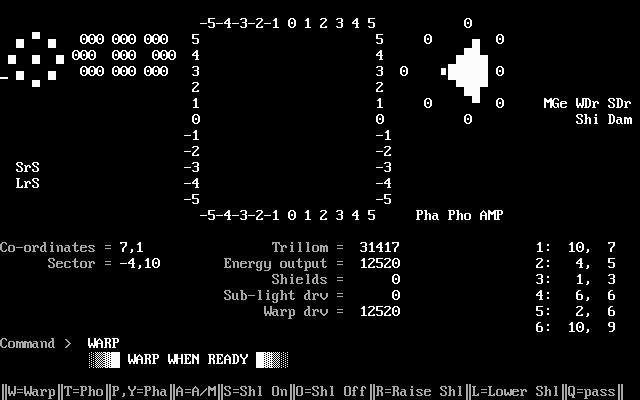 -5-4-3-2-1 0 1 2 3 4 5 0
000 000 000 5 5 0 0
000 000 000 4 4
000 000 000 3 3 0 0
2 2
1 1 0 0 MGe WDr SDr
0 0 0 Shi Dam
-1 -1
-2 -2
SrS -3 -3
LrS -4 -4
-5 -5
-5-4-3-2-1 0 1 2 3 4 5 Pha Pho AMP
Co-ordinates = 7,1 Trillom = 31417 1: 10, 7
Sector = -4,10 Energy output = 12520 2: 4, 5
Shields = 0 3: 1, 3
Sub-light drv = 0 4: 6, 6
Warp drv = 12520 5: 2, 6
6: 10, 9
Command > WARP
WARP WHEN READY
W=Warp‖T=Pho‖P,Y=Pha‖A=A/M‖S=Shl On‖O=Shl Off‖R=Raise Shl‖L=Lower Shl‖Q=pass‖